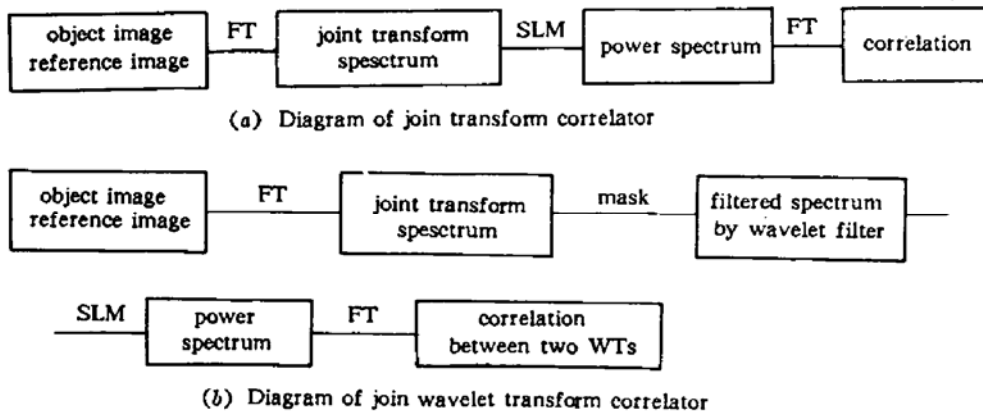 object image
reference image
FT
joint transform
spesctrum
SLM
power spectrum
FT
correlation
(a) Diagram of join transform correlator
object image
reference image
FT
joint transform
spesctrum
mask
filtered spectrum
by wavelet filter
SLM
power
spectrum
FT
correlation
between two WTs
(b) Diagram of join wavelet transform correlator